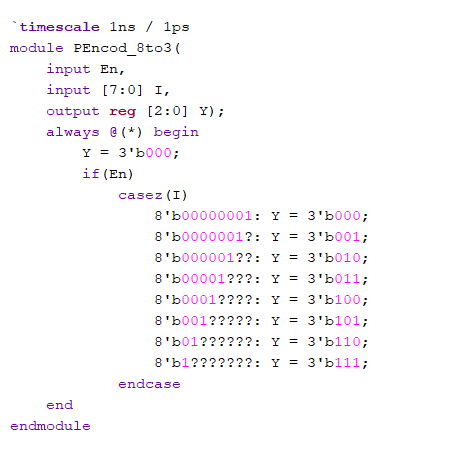 `timescale 1ns / 1ps
module PEncod_8to3(
    input En,
    input [7:0] I,
    output reg [2:0] Y);
    always @(*) begin
        Y = 3'b000;
        if(En)
            casez(I)
                8'b00000001: Y = 3'b000;
                8'b0000001?: Y = 3'b001;
                8'b000001??: Y = 3'b010;
                8'b00001???: Y = 3'b011;
                8'b0001????: Y = 3'b100;
                8'b001?????: Y = 3'b101;
                8'b01??????: Y = 3'b110;
                8'b1???????: Y = 3'b111;
            endcase
    end
endmodule